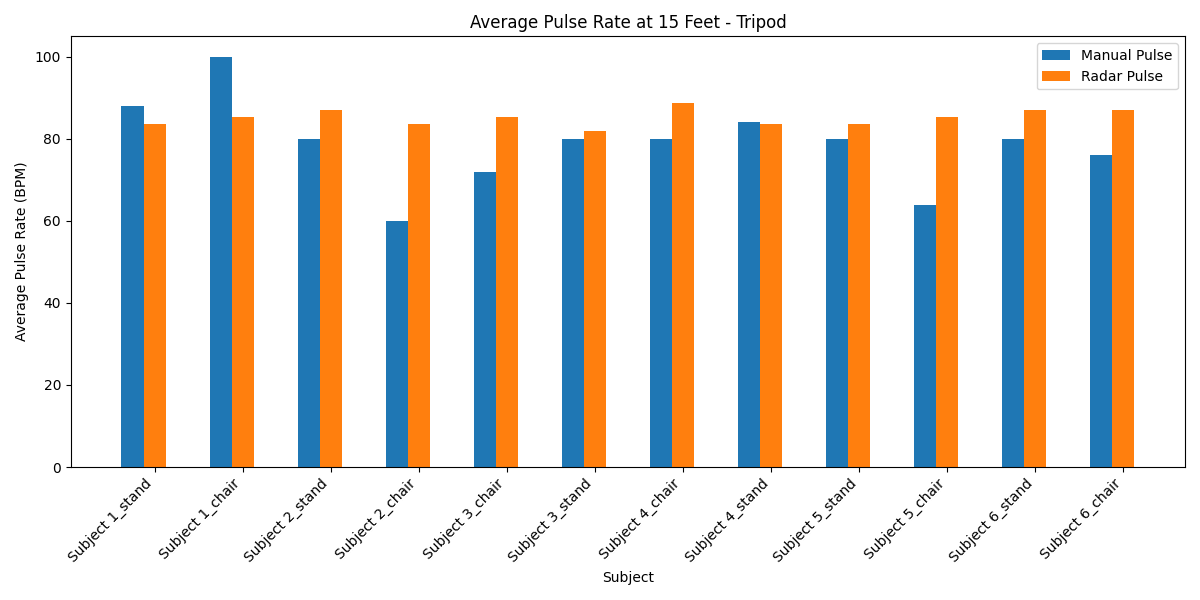 Average Pulse Rate at 15 Feet - Tripod
Manual Pulse
Radar Pulse
Average Pulse Rate (BPM)
100
80
60
40
20
0
Subject 1_stand
Subject 1_chair
Subject 2_stand
Subject 2_chair
Subject 3_chair
Subject 3_stand
Subject 4_chair
Subject 4_stand
Subject 5_stand
Subject 5_chair
Subject 6_stand
Subject 6_chair
Subject